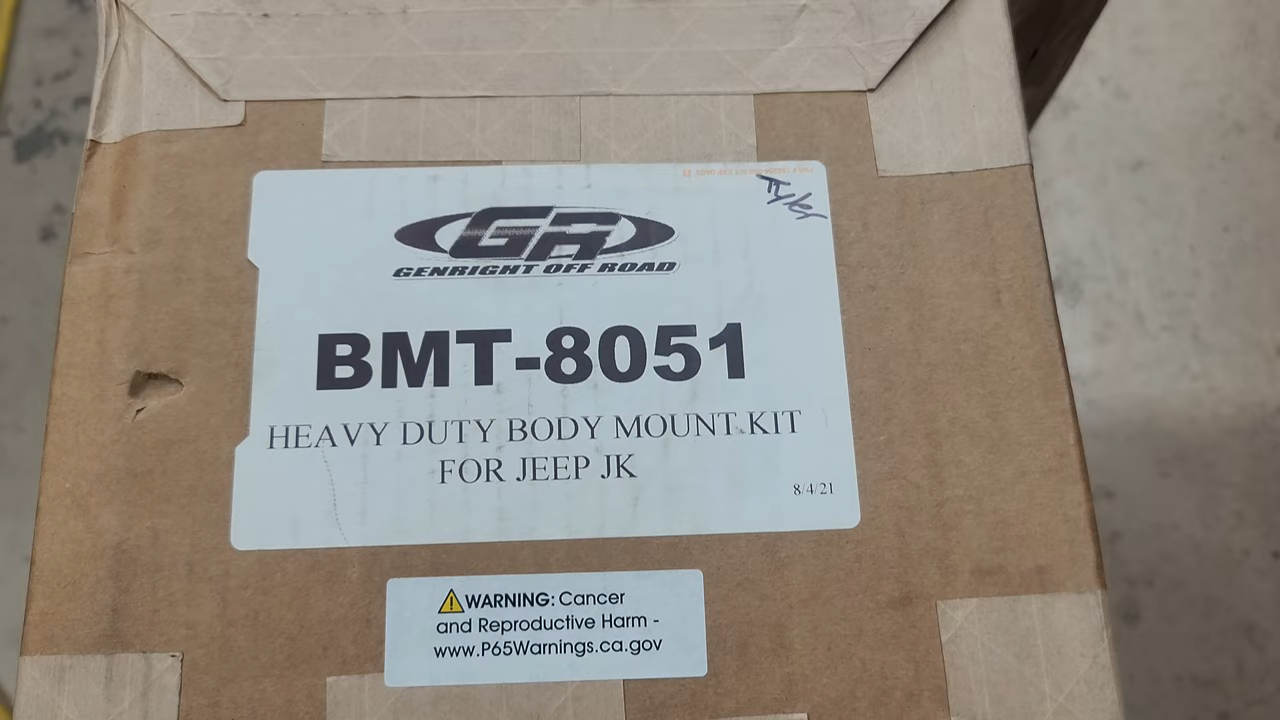 Tyler
GR
GENRIGHT OFF ROAD
BMT-8051
HEAVY DUTY BODY MOUNT KIT
FOR JEEP JK
8/4/21
WARNING: Cancer
and Reproductive Harm -
www.P65Warnings.ca.gov